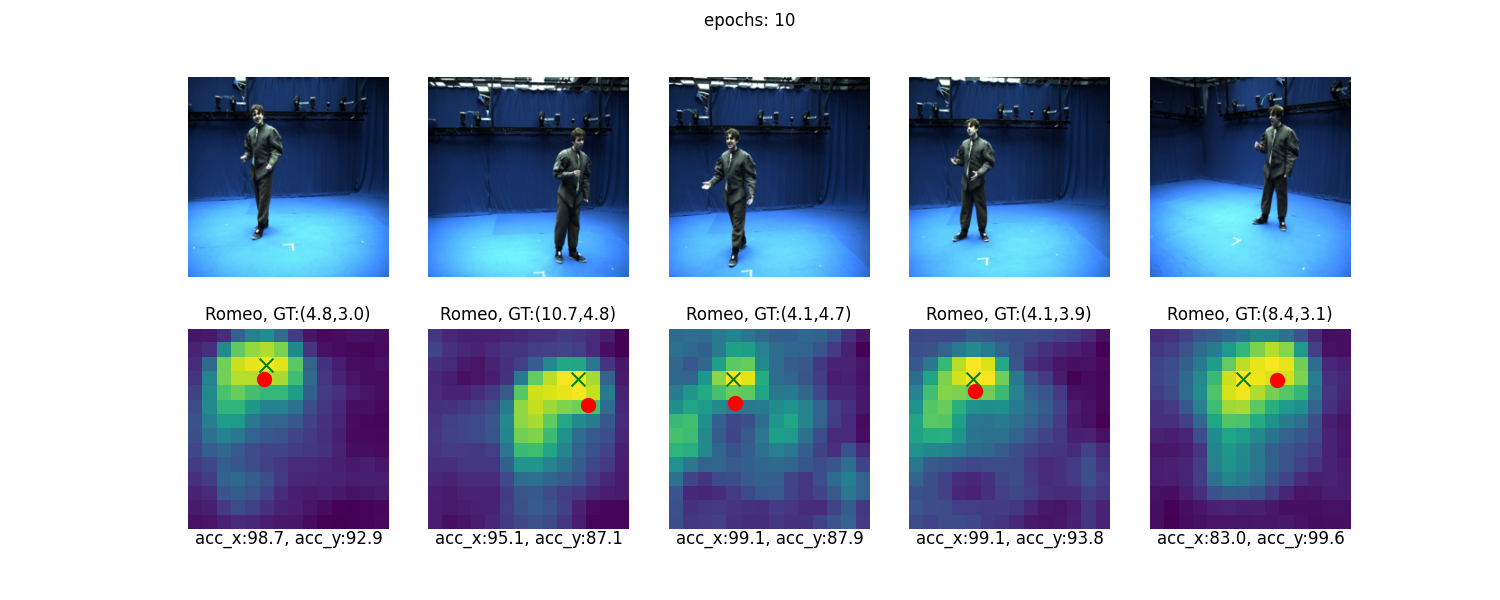 epochs: 10
Romeo, GT:(4.8,3.0)
Romeo, GT:(10.7,4.8)
Romeo, GT:(4.1,4.7)
Romeo, GT:(4.1,3.9)
Romeo, GT:(8.4,3.1)
acc_x:98.7, acc_y:92.9
acc_x:95.1, acc_y:87.1
acc_x:99.1, acc_y:87.9
acc_x:99.1, acc_y:93.8
acc_x:83.0, acc_y:99.6